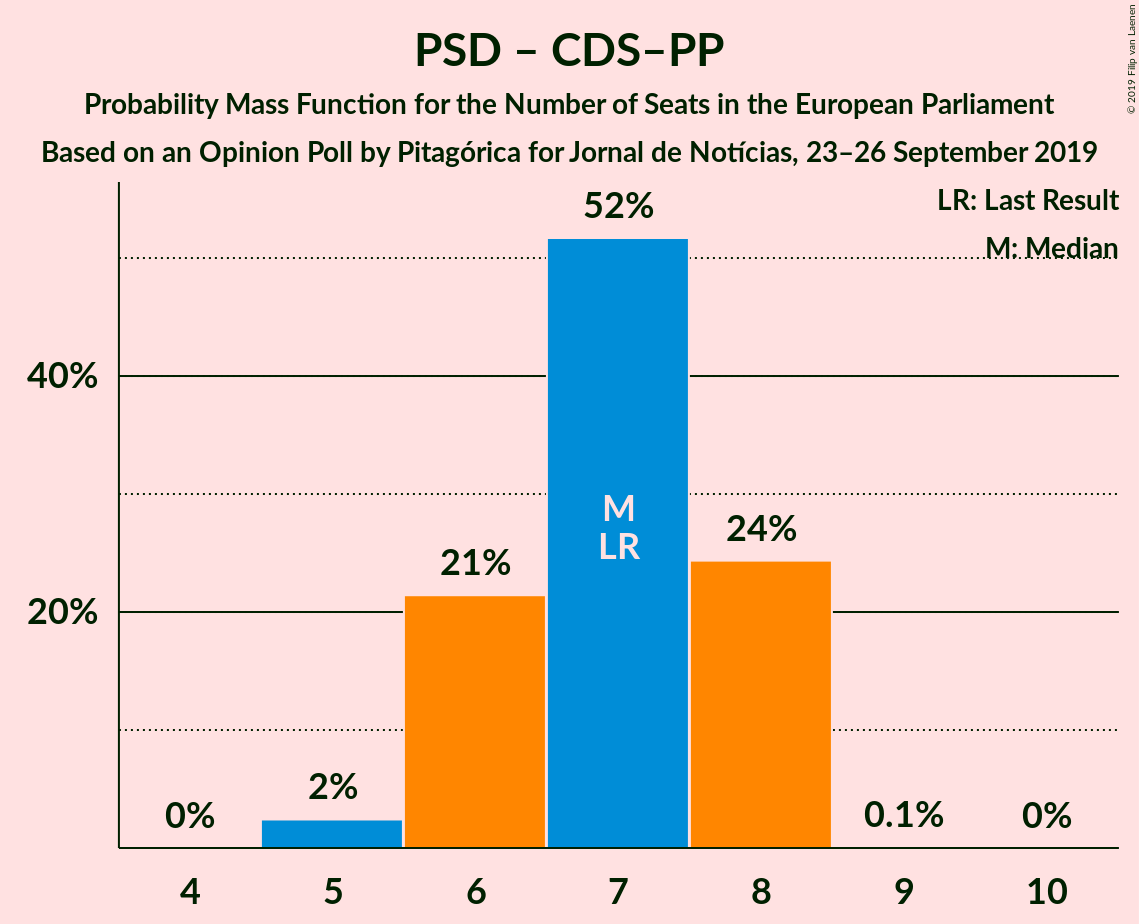 PSD – CDS–PP
Probability Mass Function for the Number of Seats in the European Parliament
Based on an Opinion Poll by Pitagórica for Jornal de Notícias, 23–26 September 2019
© 2019 Filip van Laenen
LR: Last Result
M: Median
40%
20%
0%
2%
21%
52%
M
LR
24%
0.1%
0%
4
5
6
7
8
9
10